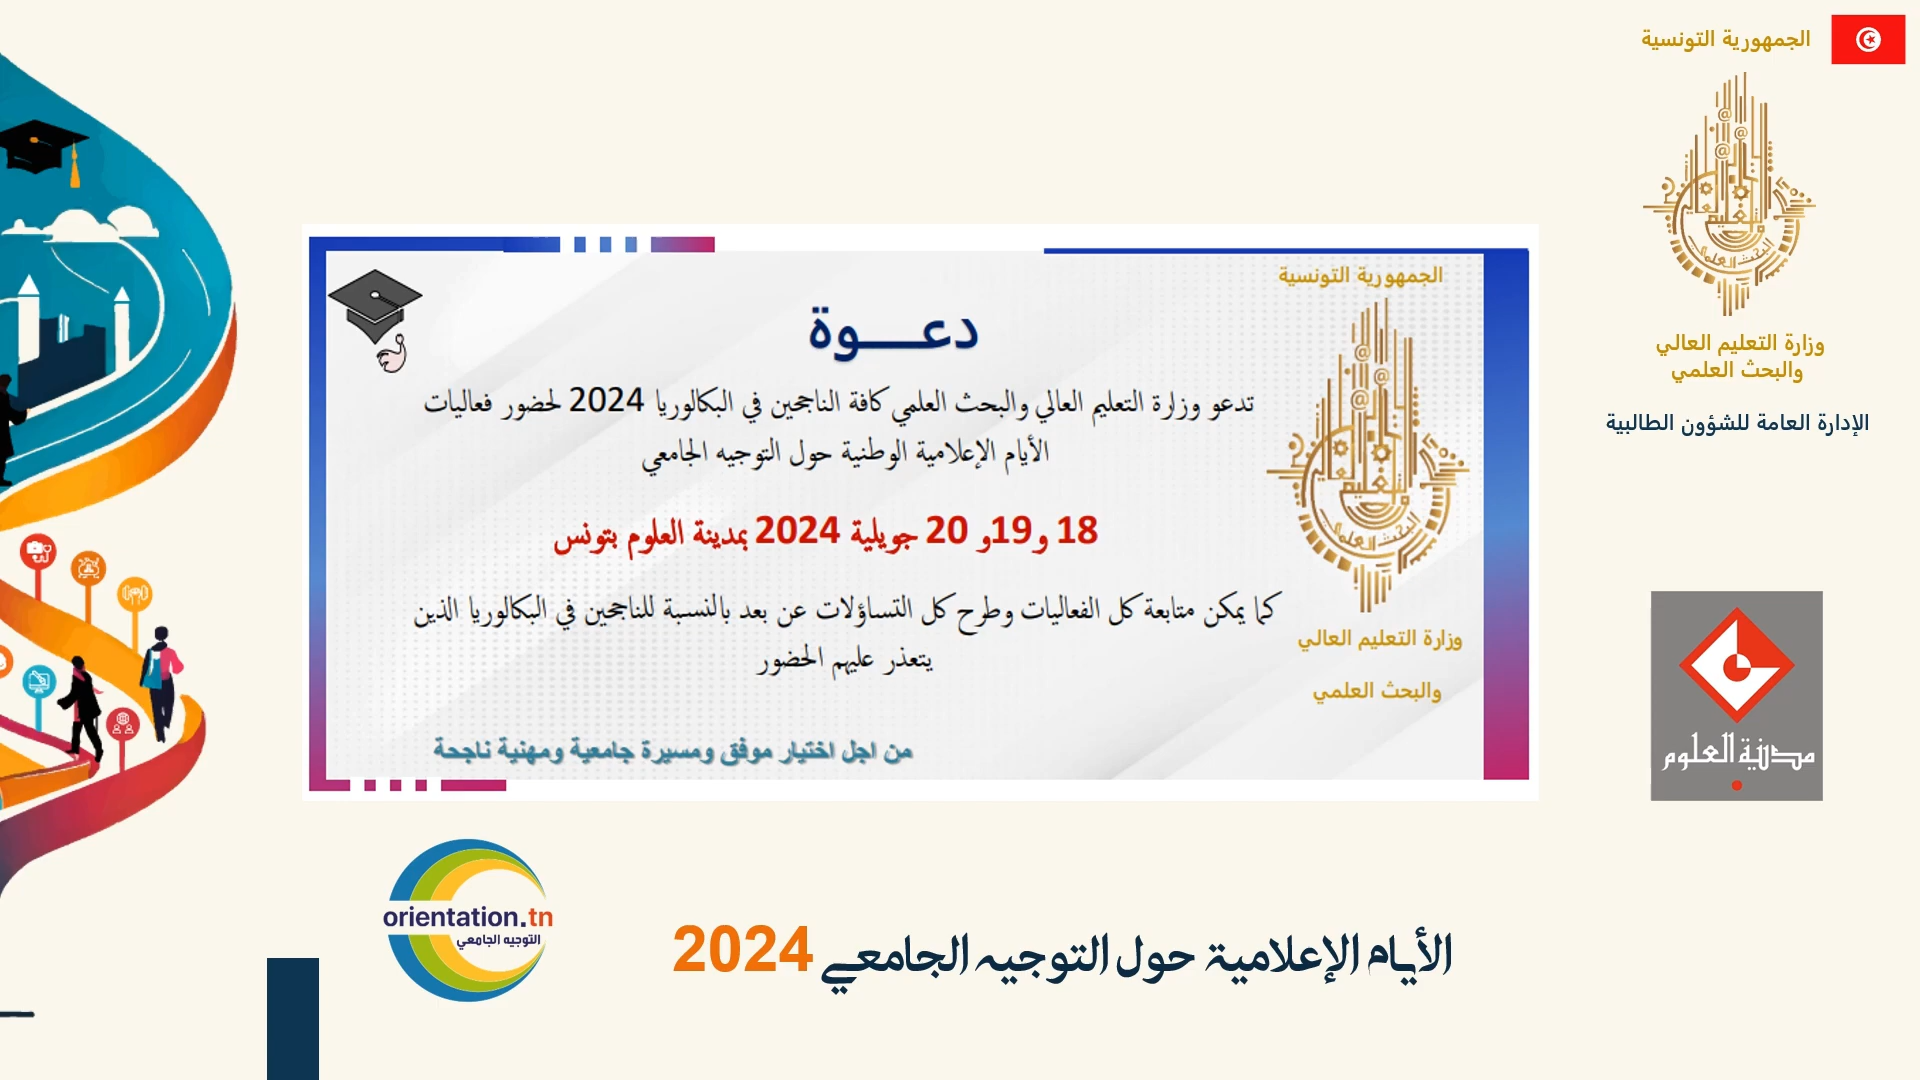 الجمهورية التونسية
وزارة التعليم العالي
والبحث العلمي
الإدارة العامة للشؤون الطالبية
الجمهورية التونسية
دعـــوة
تدعو وزارة التعليم العالي والبحث العلمي كافة الناجحين في البكالوريا 2024 لحضور فعاليات
الأيام الإعلامية الوطنية حول التوجيه الجامعي
18 و19و 20 جويلية 2024 بمدينة العلوم بتونس
كما يمكن متابعة كل الفعاليات وطرح كل التساؤلات عن بعد بالنسبة للناجحين في البكالوريا الذين
يتعذر عليهم الحضور
وزارة التعليم العالي
والبحث العلمي
من اجل اختيار موفق ومسيرة جامعية ومهنية ناجحة
مدينة العلوم
orientation.tn
التوجيه الجامعي
الأيام الإعلامية حول التوجيه الجامعي 2024